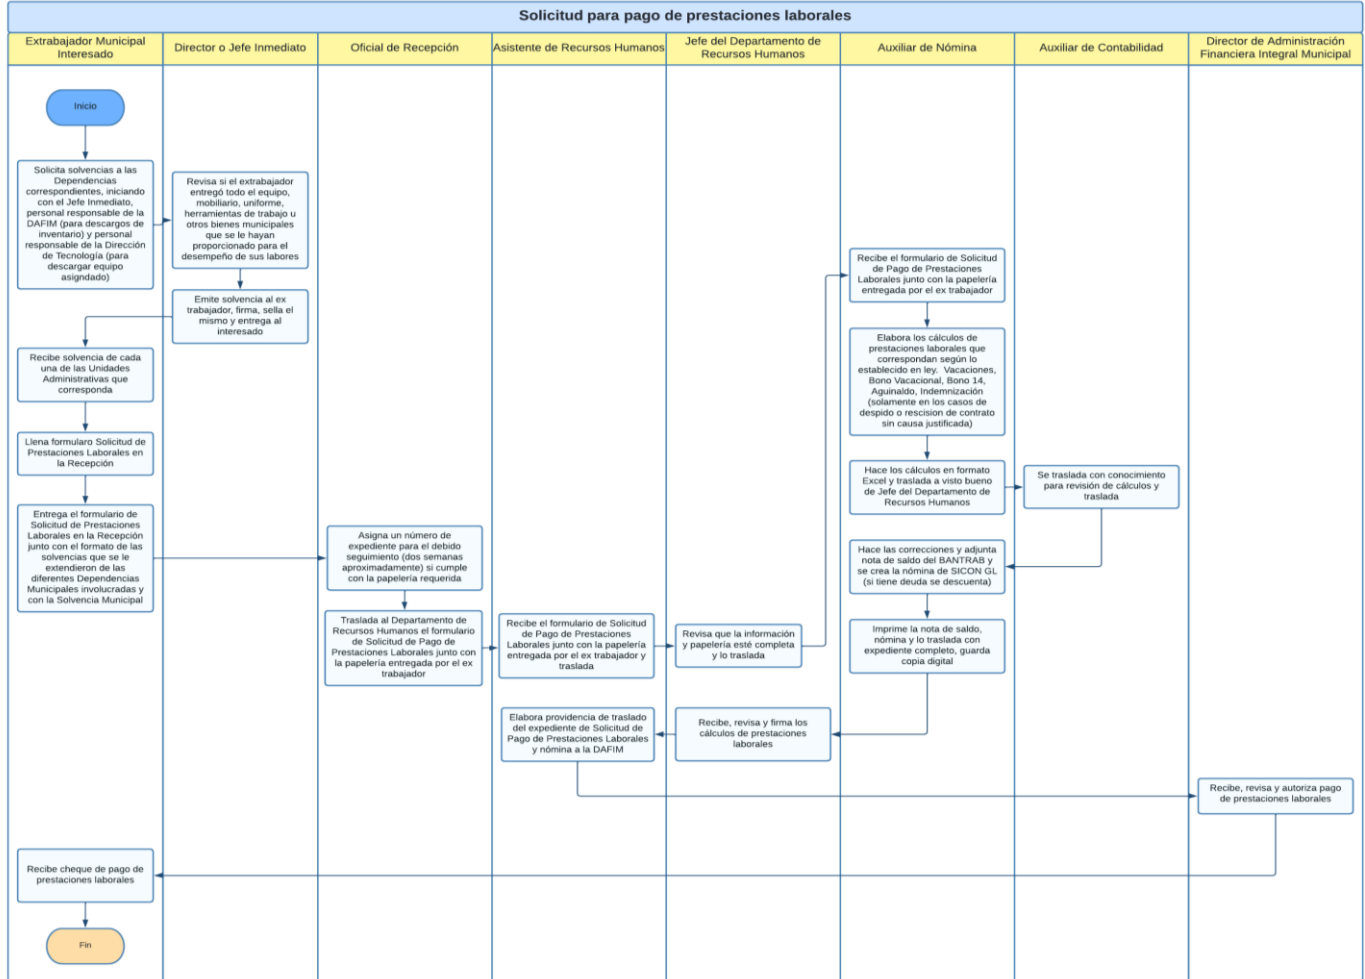 Solicitud para pago de prestaciones laborales
Extrabajador Municipal
Interesado
Director o Jefe Inmediato
Oficial de Recepción
Asistente de Recursos Humanos
Jefe del Departamento de
Recursos Humanos
Auxiliar de Nómina
Auxiliar de Contabilidad
Director de Administración
Financiera Integral Municipal
Inicio
Solicita solvencias a las
Dependencias
correspondientes, iniciando
con el Jefe Inmediato,
personal responsable de la
DAFIM (para descargos de
inventario) y personal
responsable de la Dirección
de Tecnología (para
descargar equipo
asigndado)
Revisa si el extrabajador
entregó todo el equipo,
mobiliario, uniforme,
herramientas de trabajo u
otros bienes municipales
que se le hayan
proporcionado para el
desempeño de sus labores
Emite solvencia al ex
trabajador, firma, sella el
mismo y entrega al
interesado
Recibe solvencia de cada
una de las Unidades
Administrativas que
corresponda
Llena formularo Solicitud de
Prestaciones Laborales en
la Recepción
Entrega el formulario de
Solicitud de Prestaciones
Laborales en la Recepción
junto con el formato de las
solvencias que se le
extendieron de las
diferentes Dependencias
Municipales involucradas y
con la Solvencia Municipal
Asigna un número de
expediente para el debido
seguimiento (dos semanas
aproximadamente) si cumple
con la papelería requerida
Traslada al Departamento de
Recursos Humanos el formulario
de Solicitud de Pago de
Prestaciones Laborales junto con
la papelería entregada por el ex
trabajador
Recibe el formulario de Solicitud
de Pago de Prestaciones
Laborales junto con la papelería
entregada por el ex trabajador y
traslada
Revisa que la información
y papelería esté completa
y lo traslada
Recibe el formulario de Solicitud
de Pago de Prestaciones
Laborales junto con la papelería
entregada por el ex trabajador
Elabora los cálculos de
prestaciones laborales que
correspondan según lo
establecido en ley. Vacaciones,
Bono Vacacional, Bono 14,
Aguinaldo, Indemnización
(solamente en los casos de
despido o rescision de contrato
sin causa justificada)
Hace los cálculos en formato
Excel y traslada a visto bueno
de Jefe del Departamento de
Recursos Humanos
Se traslada con conocimiento
para revisión de cálculos y
traslada
Hace las correcciones y adjunta
nota de saldo del BANTRAB y
se crea la nómina de SICON GL
(si tiene deuda se descuenta)
Imprime la nota de saldo,
nómina y lo traslada con
expediente completo, guarda
copia digital
Recibe, revisa y firma los
cálculos de prestaciones
laborales
Elabora providencia de traslado
del expediente de Solicitud de
Pago de Prestaciones Laborales
y nómina a la DAFIM
Recibe, revisa y autoriza pago
de prestaciones laborales
Recibe cheque de pago de
prestaciones laborales
Fin